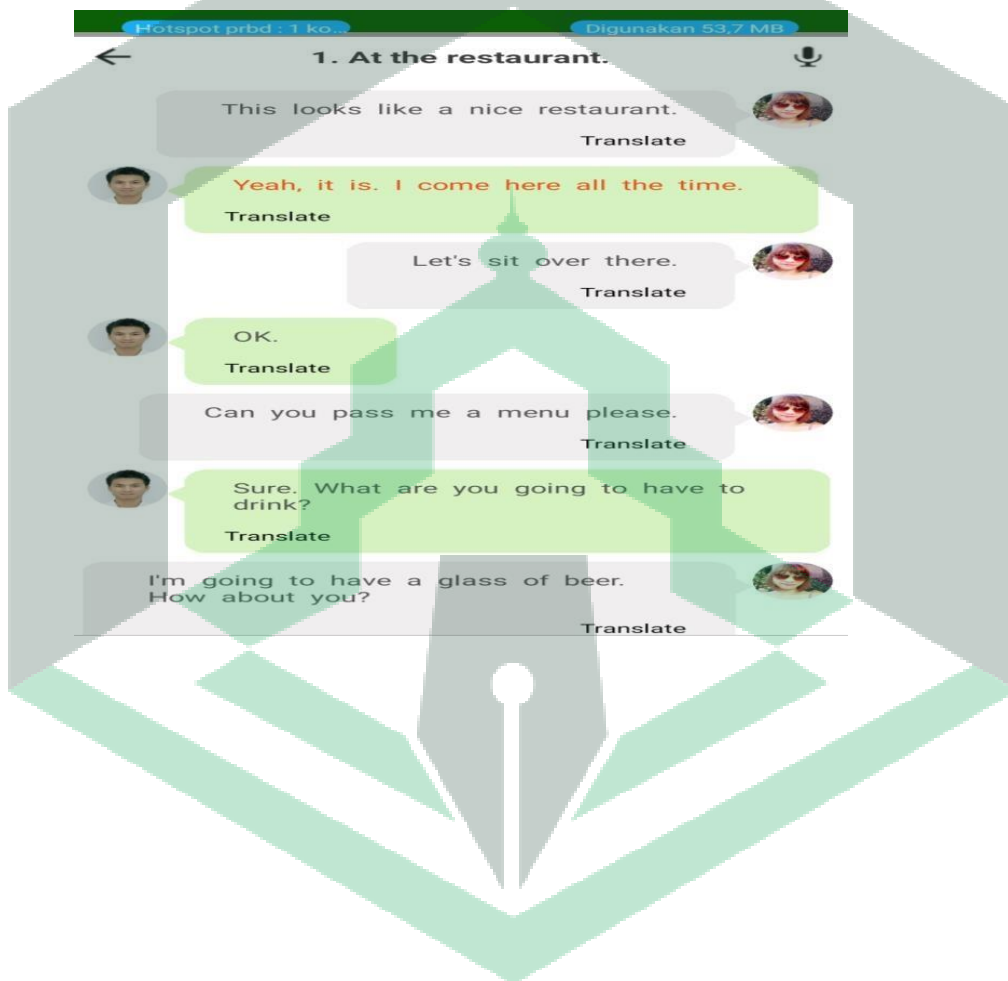 Hotspot prbd : 1 ko... Digunakan 53,7 MB
1. At the restaurant.
This looks like a nice restaurant.
Translate
Yeah, it is. I come here all the time.
Translate
Let's sit over there.
Translate
OK.
Translate
Can you pass me a menu please.
Translate
Sure. What are you going to have to
drink?
Translate
I'm going to have a glass of beer.
How about you?
Translate